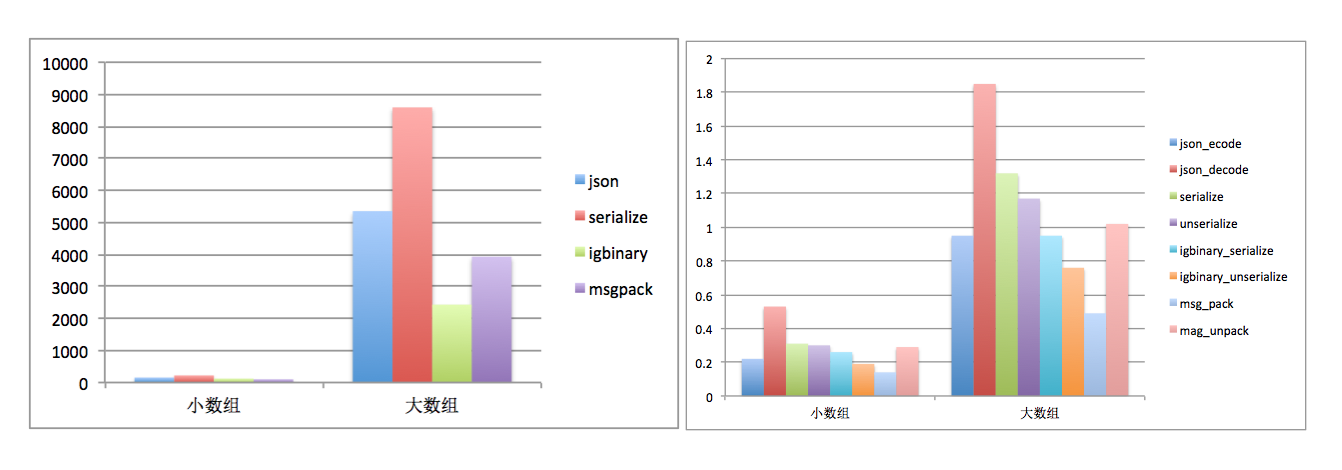 10000
9000
8000
7000
6000
5000
4000
3000
2000
1000
0
小数组
大数组
json
serialize
igbinary
msgpack
2
1.8
1.6
1.4
1.2
1
0.8
0.6
0.4
0.2
0
小数组
大数组
json_ecode
json_decode
serialize
unserialize
igbinary_serialize
igbinary_unserialize
msg_pack
mag_unpack